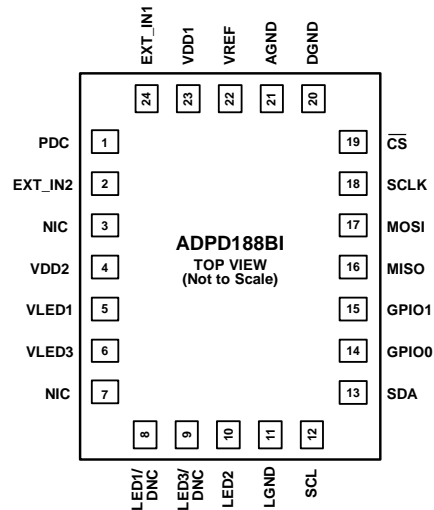 EXT_IN1
VDD1
VREF
AGND
DGND
24
23
22
21
20
PDC 1
EXT_IN2 2
NIC 3
VDD2 4
VLED1 5
VLED3 6
NIC 7
ADPD188BI
TOP VIEW
(Not to Scale)
19 CS
18 SCLK
17 MOSI
16 MISO
15 GPIO1
14 GPIO0
13 SDA
8
9
10
11
12
LED1/
DNC
LED3/
DNC
LED2
LGND
SCL